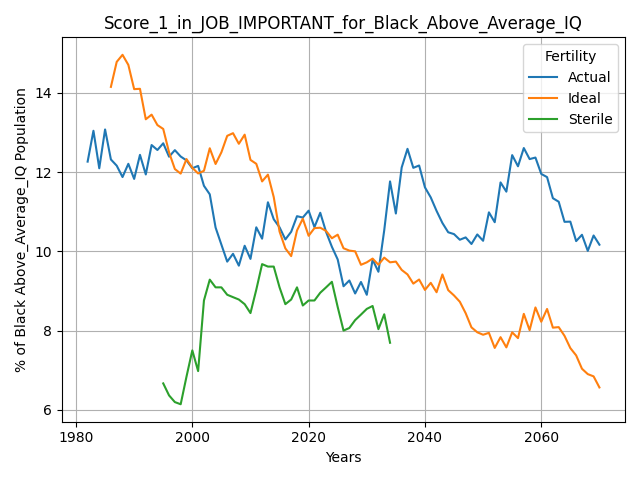 Score_1_in_JOB_IMPORTANT_for_Black_Above_Average_IQ
% of Black Above_Average_IQ Population
14
12
10
8
6
Fertility
Actual
Ideal
Sterile
1980
2000
2020
2040
2060
Years